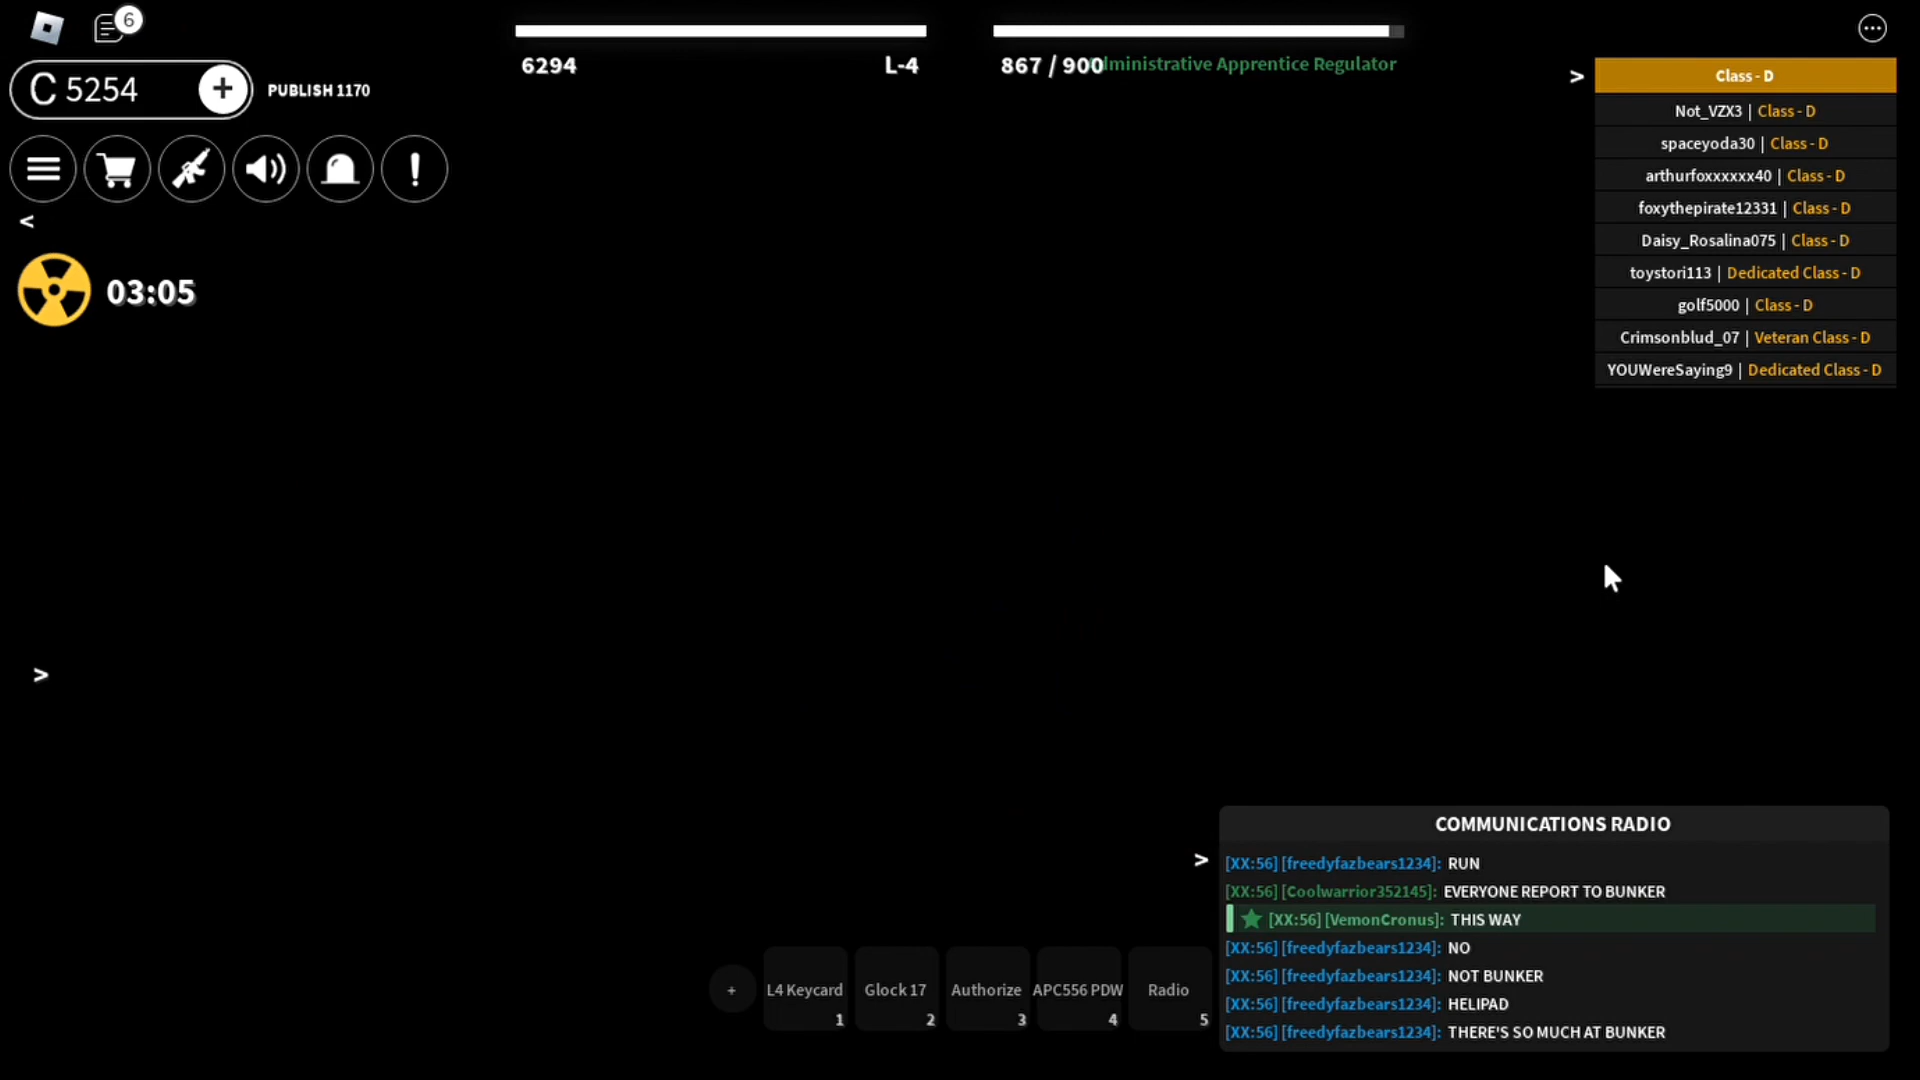 6
C 5254 +
PUBLISH 1170
6294 L-4
867 / 900
ministrative Apprentice Regulator
<
03:05
>
> Class - D
Not_VZX3 | Class - D
spaceyoda30 | Class - D
arthurfoxxxxxx40 | Class - D
foxythepirate12331 | Class - D
Daisy_Rosalina075 | Class - D
toystori113 | Dedicated Class - D
golf5000 | Class - D
Crimsonblud_07 | Veteran Class - D
YOUWereSaying9 | Dedicated Class - D
COMMUNICATIONS RADIO
>
[XX:56] [freedyfazbears1234]: RUN
[XX:56] [Coolwarrior352145]: EVERYONE REPORT TO BUNKER
[XX:56] [VemonCronus]: THIS WAY
[XX:56] [freedyfazbears1234]: NO
[XX:56] [freedyfazbears1234]: NOT BUNKER
[XX:56] [freedyfazbears1234]: HELIPAD
[XX:56] [freedyfazbears1234]: THERE'S SO MUCH AT BUNKER
+
L4 Keycard 1
Glock 17 2
Authorize 3
APC556 PDW 4
Radio 5